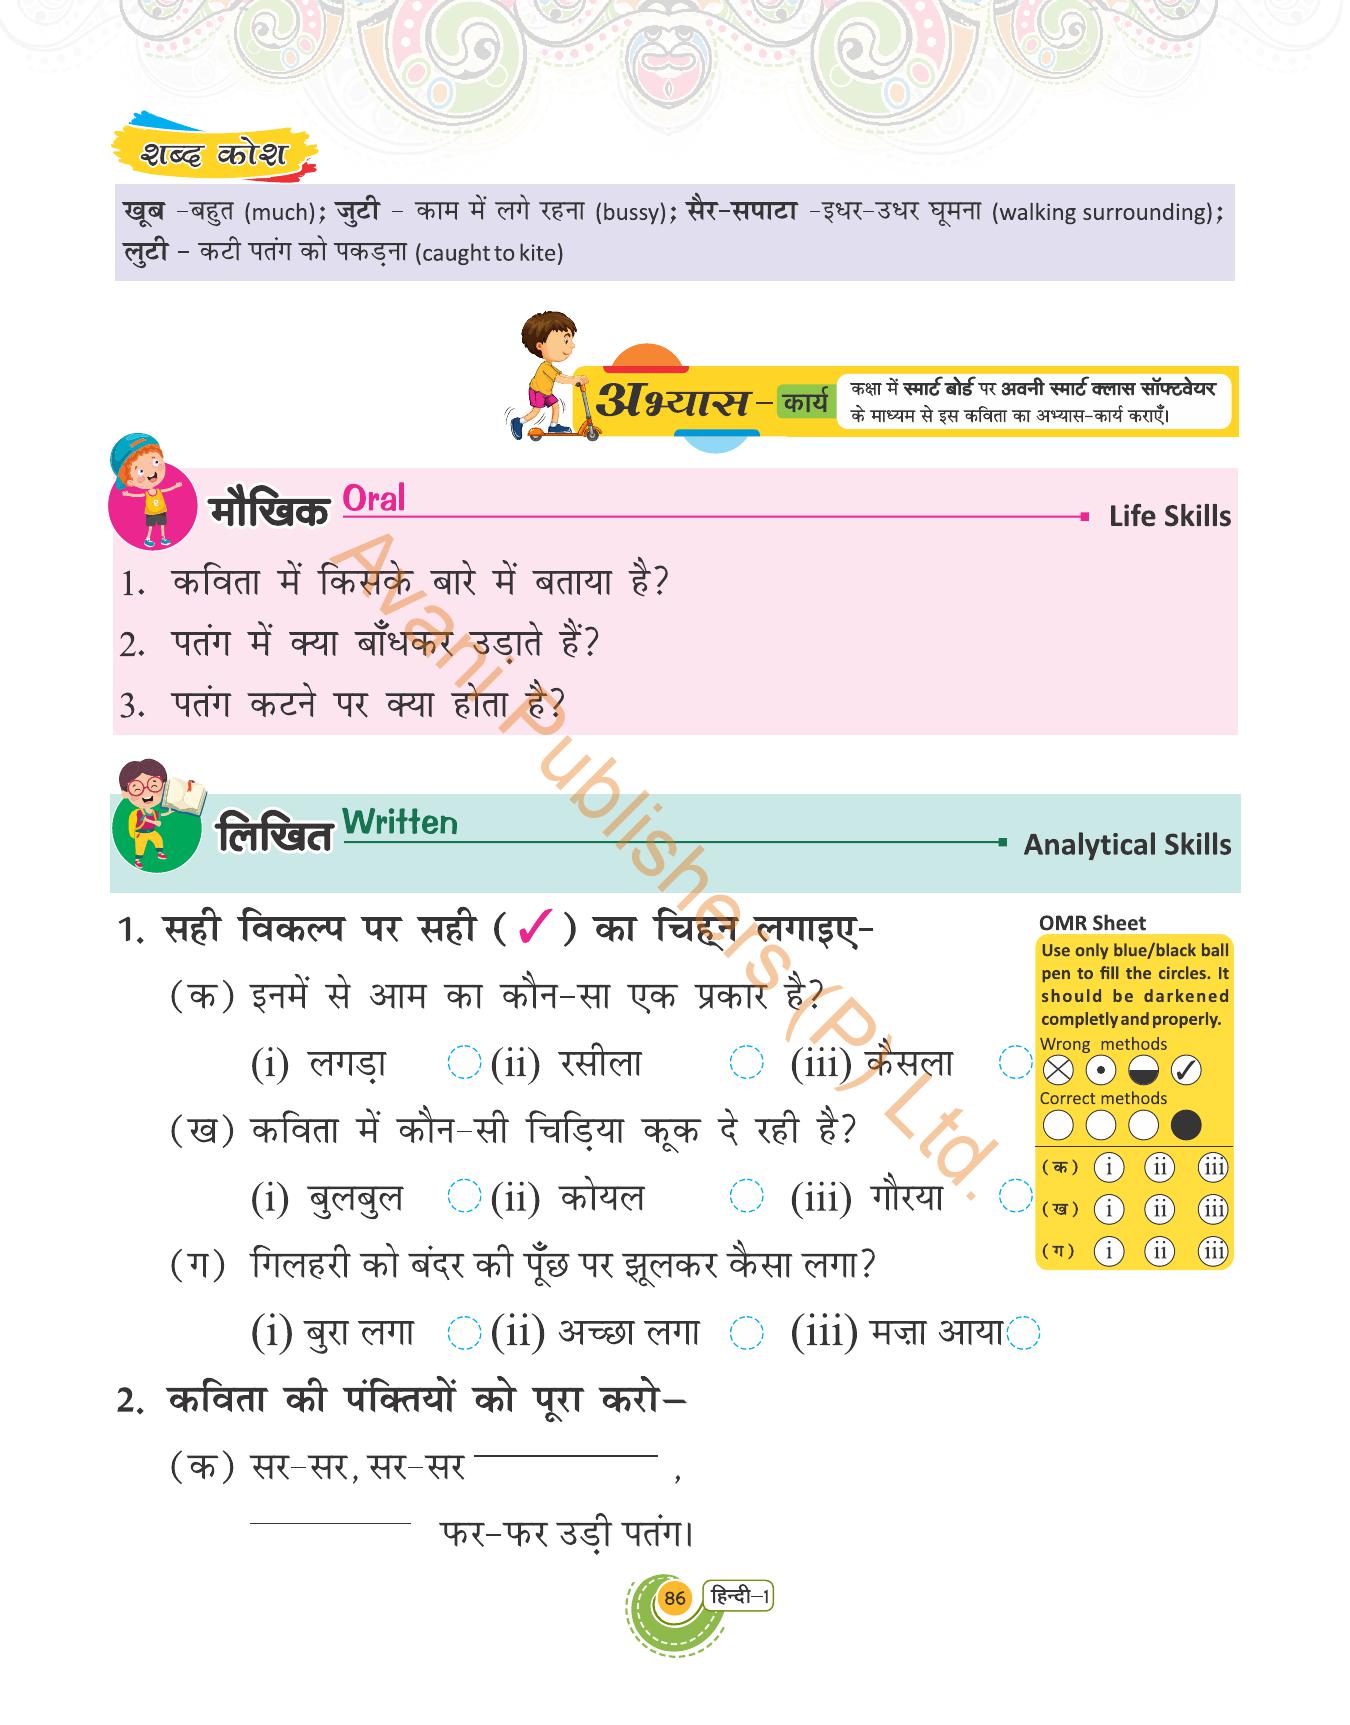 शब्द कोश
खूब -बहुत (much); जुटी - काम में लगे रहना (bussy); सैर-सपाटा -इधर-उधर घूमना (walking surrounding);
लुटी - कटी पतंग को पकड़ना (caught to kite)
अभ्यास - कार्य
कक्षा में स्मार्ट बोर्ड पर अवनी स्मार्ट क्लास सॉफ्टवेयर
के माध्यम से इस कविता का अभ्यास-कार्य कराएँ।
मौखिक Oral Life Skills
1. कविता में किसके बारे में बताया है?
2. पतंग में क्या बाँधकर उड़ाते हैं?
3. पतंग कटने पर क्या होता है?
लिखित Written Analytical Skills
1. सही विकल्प पर सही (✓) का चिह्न लगाइए-
(क) इनमें से आम का कौन-सा एक प्रकार है?
(i) लगड़ा (ii) रसीला (iii) कैसला
(ख) कविता में कौन-सी चिड़िया कूक दे रही है?
(i) बुलबुल (ii) कोयल (iii) गौरया
(ग) गिलहरी को बंदर की पूँछ पर झूलकर कैसा लगा?
(i) बुरा लगा (ii) अच्छा लगा (iii) मज़ा आया
OMR Sheet
Use only blue/black ball
pen to fill the circles. It
should be darkened
completly and properly.
Wrong methods
Correct methods
(क) i ii iii
(ख) i ii iii
(ग) i ii iii
2. कविता की पंक्तियों को पूरा करो—
(क) सर-सर, सर-सर ,
फर-फर उड़ी पतंग।
86 हिन्दी-1
Avani Publishers (P) Ltd.